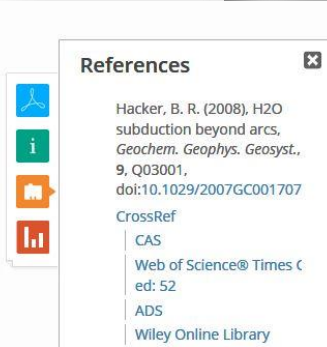 References
Hacker, B. R. (2008), H2O
subduction beyond arcs,
Geochem. Geophys. Geosyst.,
9, Q03001,
doi:10.1029/2007GC001707
CrossRef
CAS
Web of Science® Times C
ed: 52
ADS
Wiley Online Library